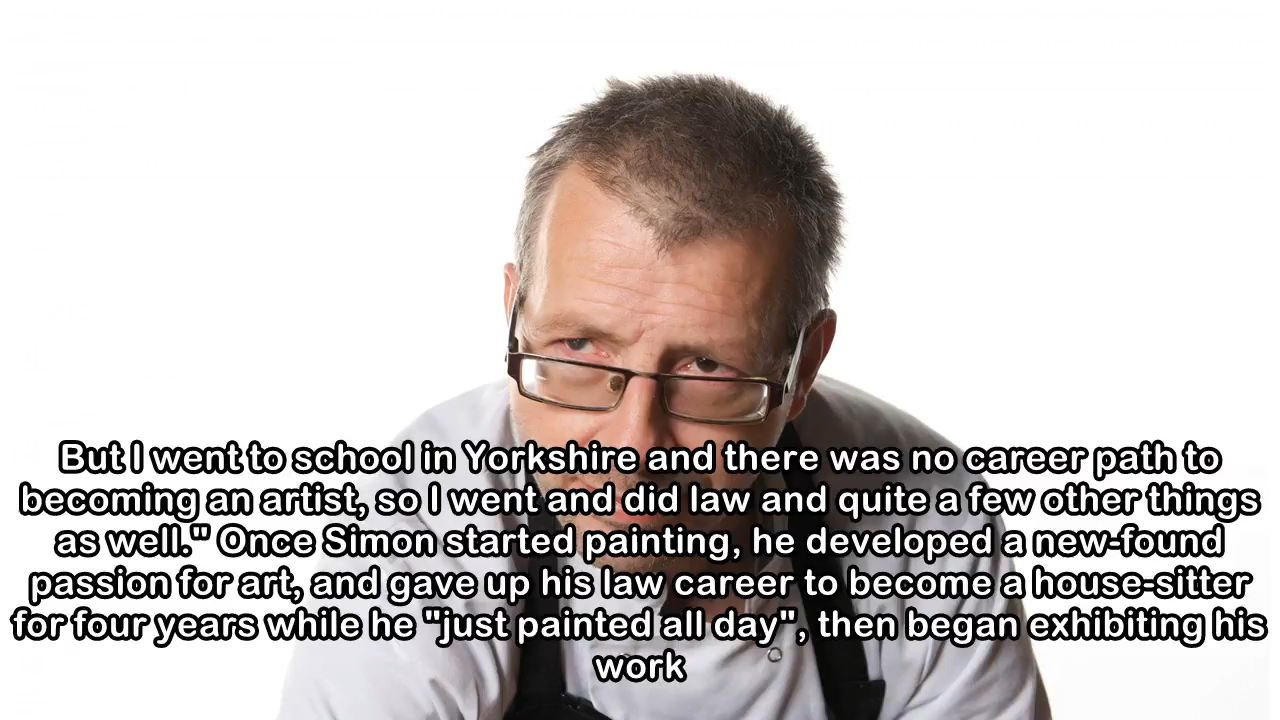 But I went to school in Yorkshire and there was no career path to
becoming an artist, so I went and did law and quite a few other things
as well." Once Simon started painting, he developed a new-found
passion for art, and gave up his law career to become a house-sitter
for four years while he "just painted all day", then began exhibiting his
work